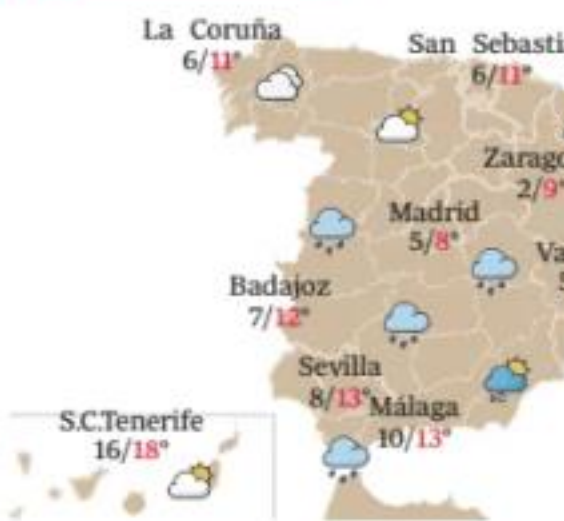 La Coruña
6/11°
San Sebasti
6/11°
Zarago
2/9°
Madrid
5/8°
Va
Badajoz
7/12°
Sevilla
8/13°
Málaga
10/13°
S.C.Tenerife
16/18°